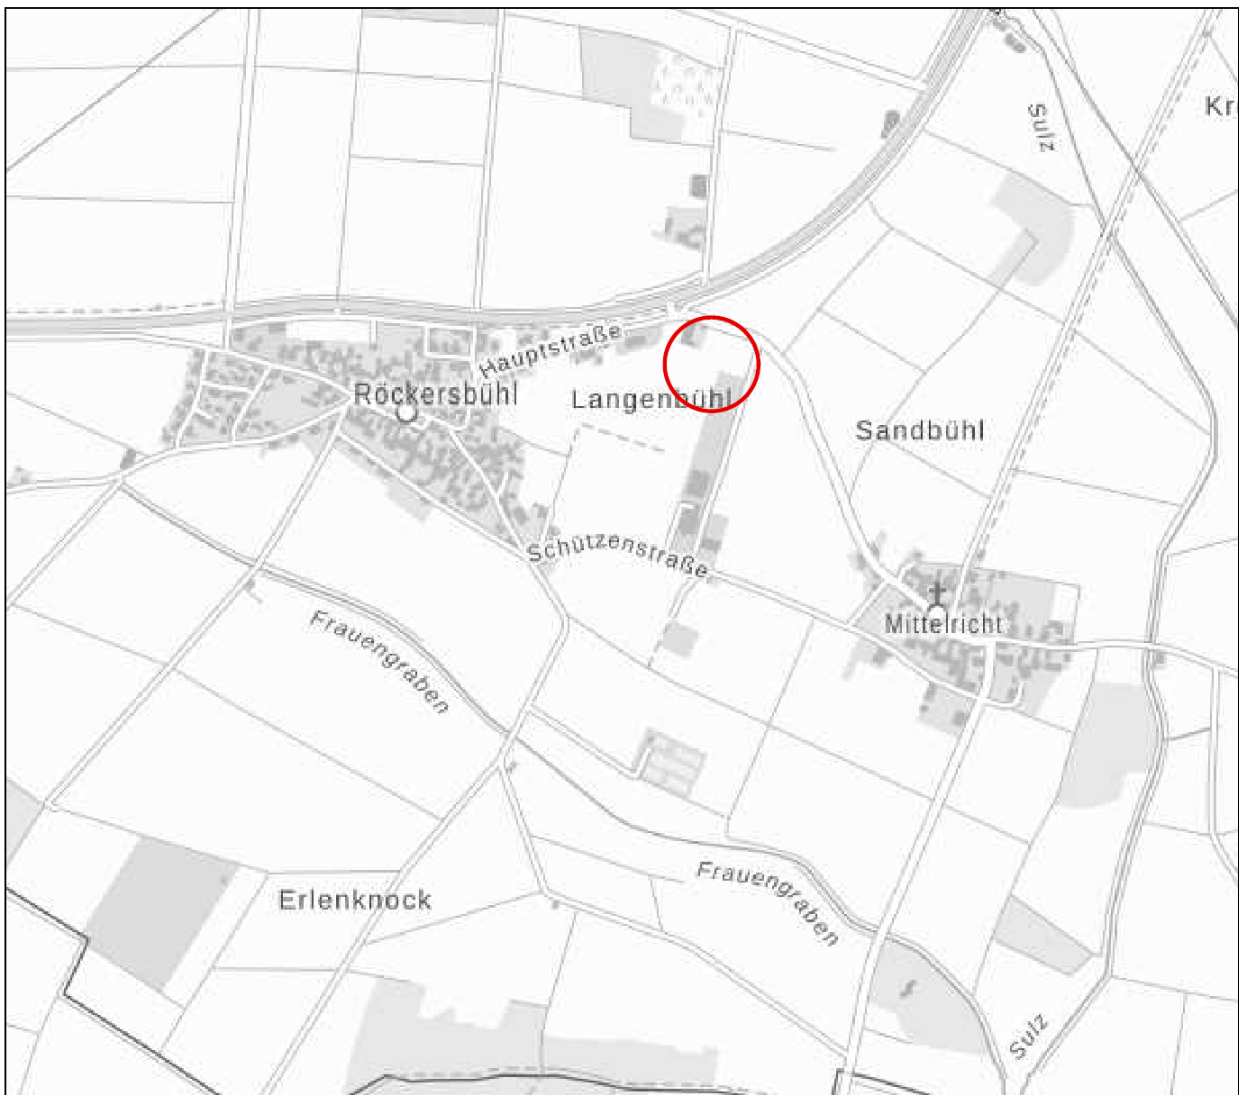 Sulz
Kr
Hauptstraße
Röckersbühl
Langenbühl
Sandbühl
Schützenstraße
Mittelricht
Frauengraben
Frauengraben
Erlenknock
Sulz